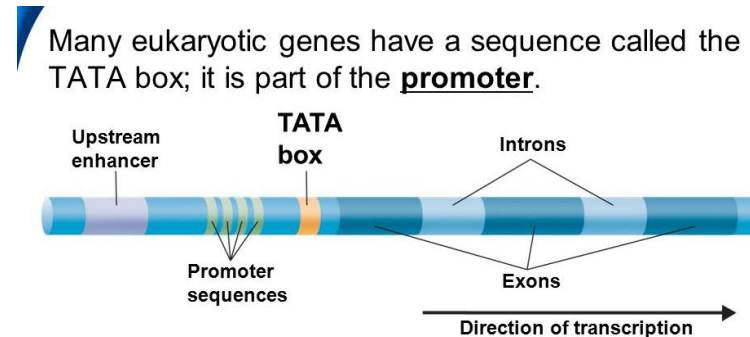 Many eukaryotic genes have a sequence called the
TATA box; it is part of the promoter.
TATA
box
Upstream
enhancer
Introns
Promoter
sequences
Exons
Direction of transcription